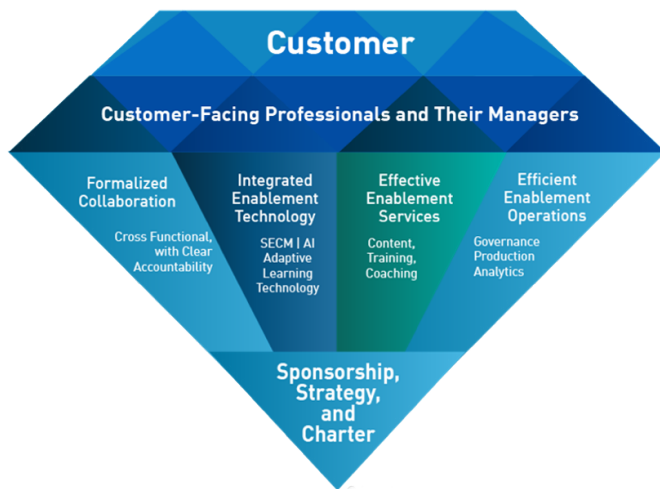 Customer
Customer-Facing Professionals and Their Managers
Formalized
Collaboration
Cross Functional,
with Clear
Accountability
Integrated
Enablement
Technology
SECM | AI
Adaptive
Learning
Technology
Effective
Enablement
Services
Content,
Training,
Coaching
Efficient
Enablement
Operations
Governance
Production
Analytics
Sponsorship,
Strategy,
and
Charter